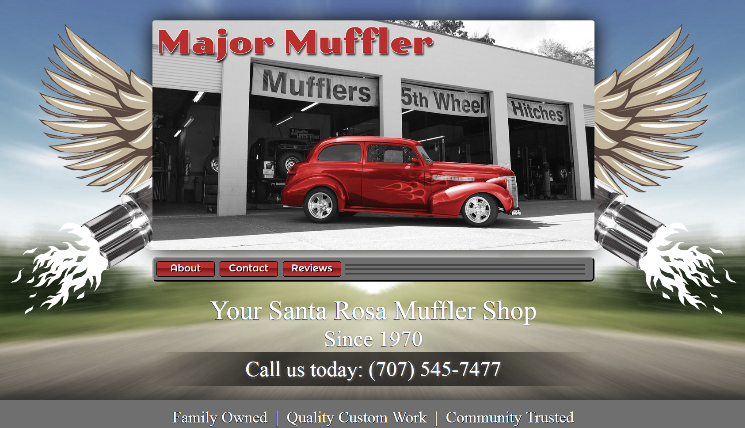 Major Muffler
Mufflers
5th Wheel
Hitches
About Contact Reviews
Your Santa Rosa Muffler Shop
Since 1970
Call us today: (707) 545-7477
Family Owned | Quality Custom Work | Community Trusted